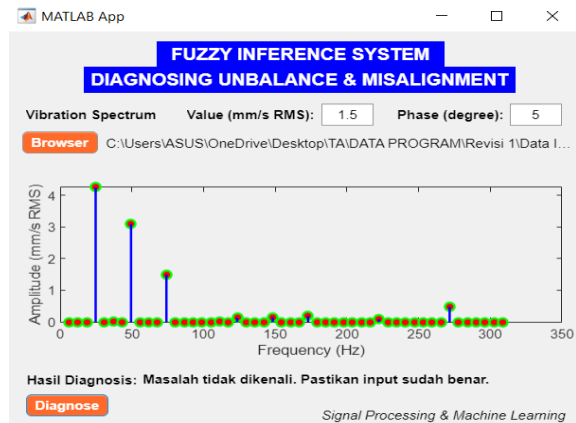 MATLAB App
FUZZY INFERENCE SYSTEM
DIAGNOSING UNBALANCE & MISALIGNMENT
Vibration Spectrum Value (mm/s RMS): 1.5 Phase (degree): 5
Browser C:\Users\ASUS\OneDrive\Desktop\TA\DATA PROGRAM\Revisi 1\Data I...
Amplitude (mm/s RMS)
4
3
2
1
0
0 50 100 150 200 250 300 350
Frequency (Hz)
Hasil Diagnosis: Masalah tidak dikenali. Pastikan input sudah benar.
Diagnose
Signal Processing & Machine Learning